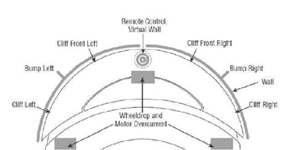 Remote Control,
Virtual Wall
Cliff Front Left
Cliff Front Right
Bump Left
Bump Right
Wall
Cliff Left
Cliff Right
Wheeldrop and
Motor Overcurrent